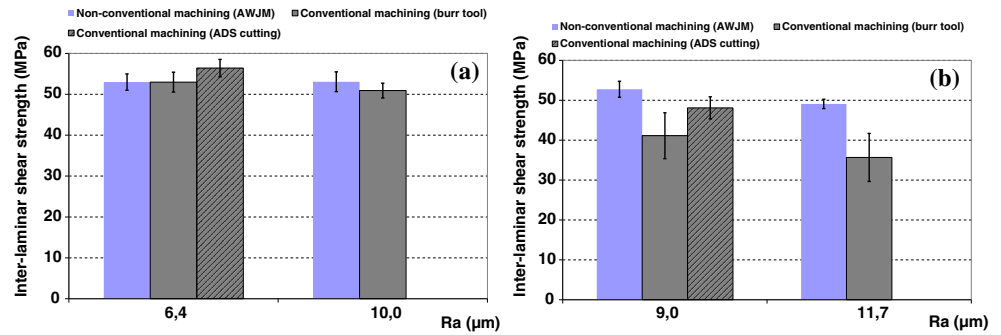 Non-conventional machining (AWJM) Conventional machining (burr tool)
Conventional machining (ADS cutting)
(a)
Inter-laminar shear strength (MPa)
60
50
40
30
20
10
0
6,4 10,0
Ra (µm)
Non-conventional machining (AWJM) Conventional machining (burr tool)
Conventional machining (ADS cutting)
(b)
Inter-laminar shear strength (MPa)
60
50
40
30
20
10
0
9,0 11,7
Ra (µm)